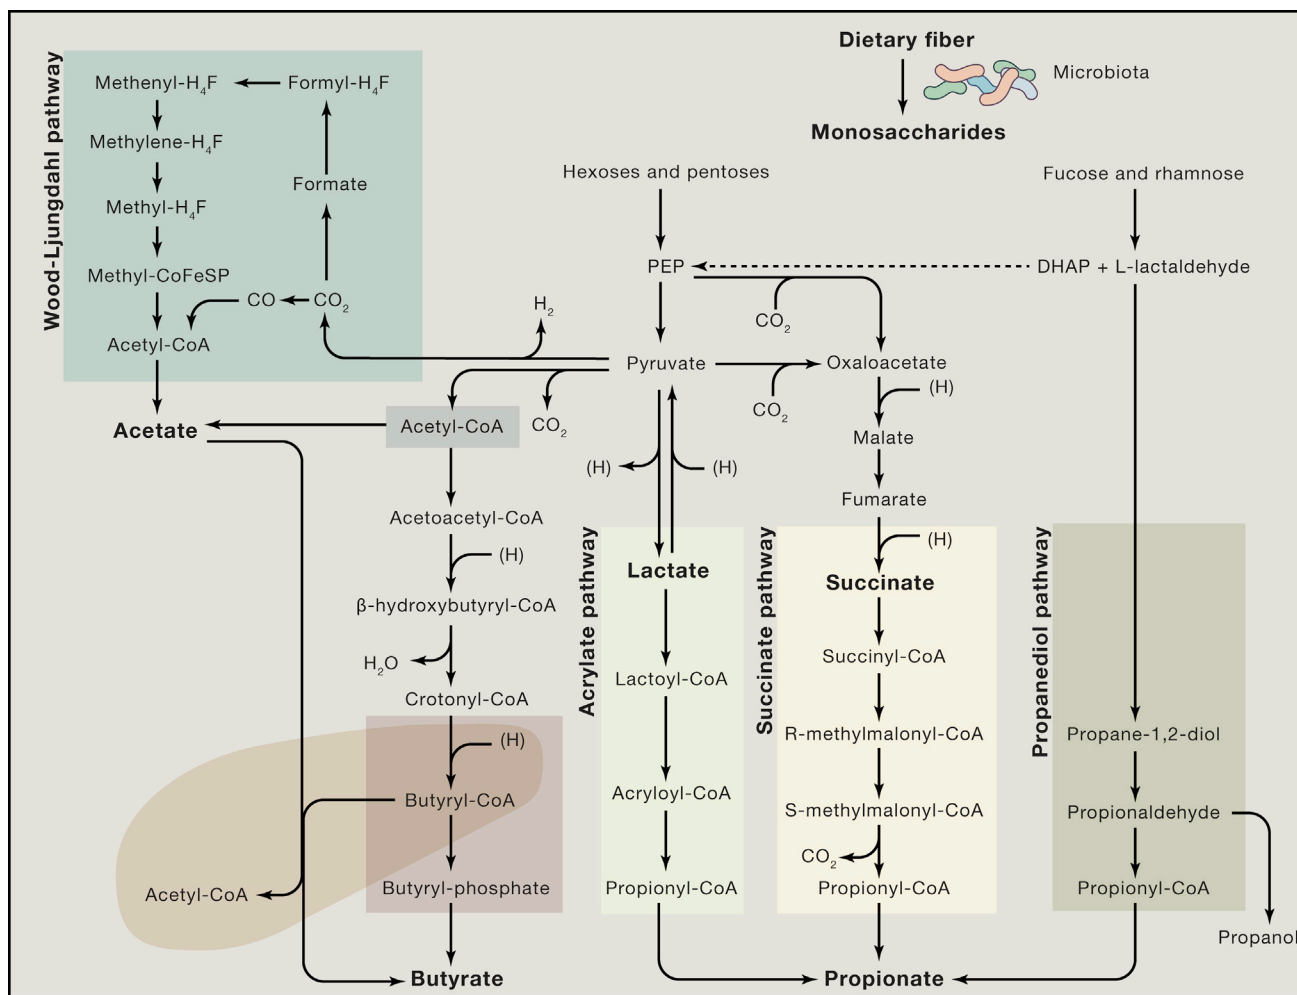 Dietary fiber
Microbiota
Monosaccharides
Wood-Ljungdahl pathway
Methenyl-H4F
Formyl-H4F
Methylene-H4F
Formate
Methyl-H4F
Methyl-CoFeSP
CO
CO2
Acetyl-CoA
Acetate
Hexoses and pentoses
Fucose and rhamnose
PEP
DHAP + L-lactaldehyde
H2
CO2
Pyruvate
Oxaloacetate
CO2
CO2
(H)
Acetyl-CoA
Malate
(H)
(H)
Fumarate
Acetoacetyl-CoA
(H)
β-hydroxybutyryl-CoA
H2O
Crotonyl-CoA
(H)
Butyryl-CoA
Acetyl-CoA
Butyryl-phosphate
Butyrate
Acrylate pathway
Lactate
Lactoyl-CoA
Acryloyl-CoA
Propionyl-CoA
Succinate pathway
(H)
Succinate
Succinyl-CoA
R-methylmalonyl-CoA
S-methylmalonyl-CoA
CO2
Propionyl-CoA
Propionate
Propanediol pathway
Propane-1,2-diol
Propionaldehyde
Propionyl-CoA
Propanol